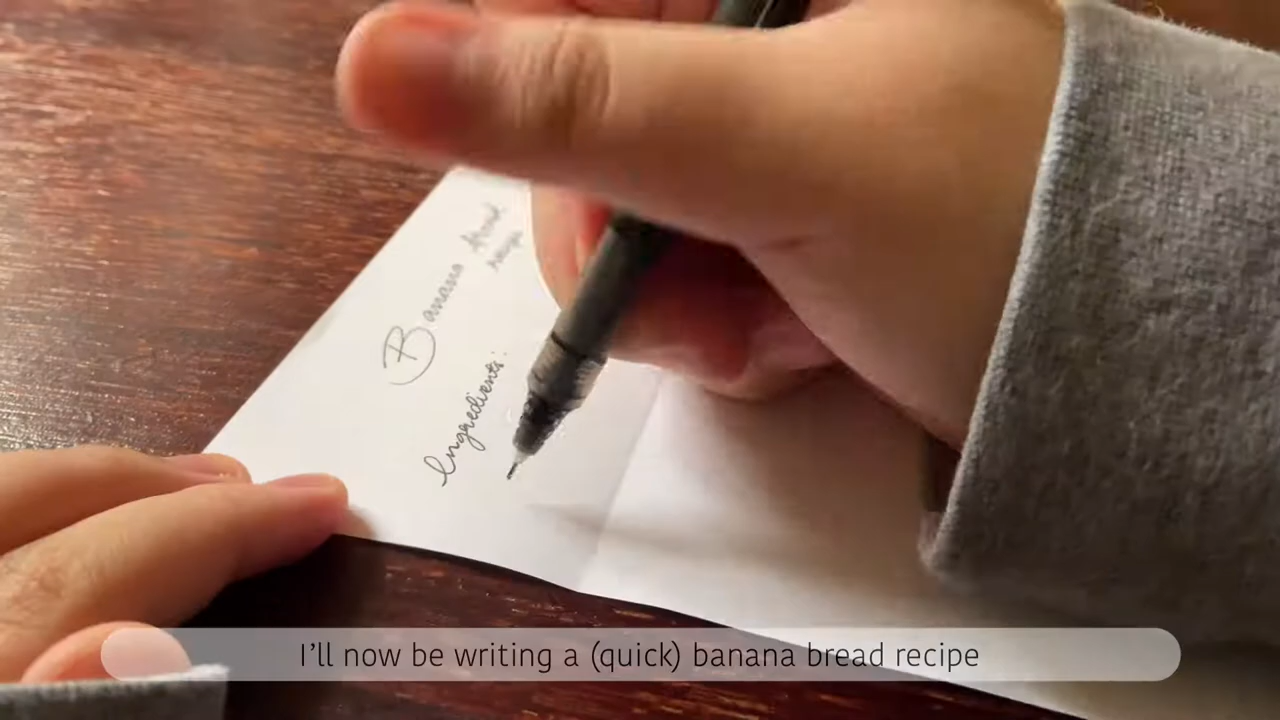 Banana bread
recipe
Ingredients:
I'll now be writing a (quick) banana bread recipe